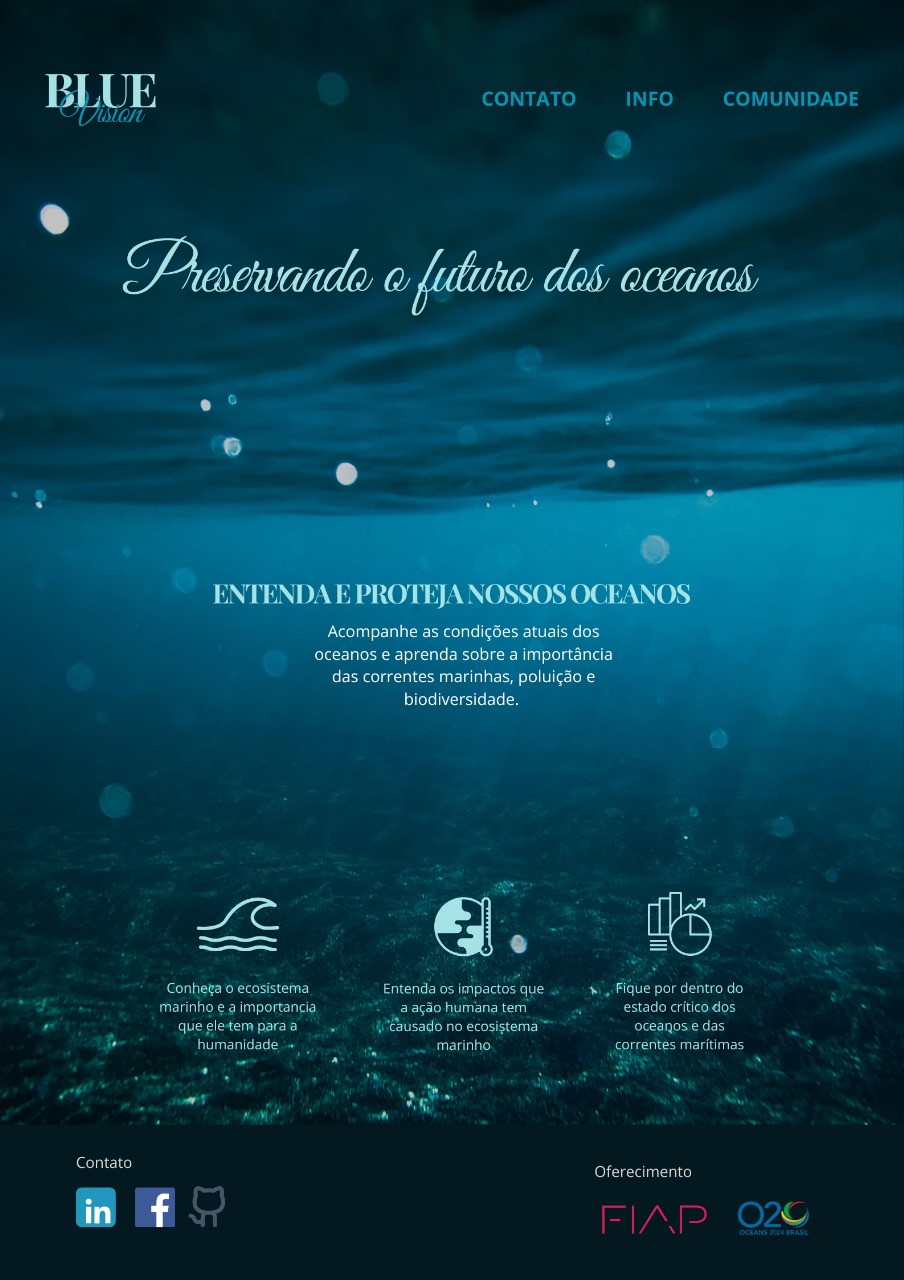 BLUE
Vision
CONTATO INFO COMUNIDADE
Preservando o futuro dos oceanos
ENTENDA E PROTEJA NOSSOS OCEANOS
Acompanhe as condições atuais dos
oceanos e aprenda sobre a importância
das correntes marinhas, poluição e
biodiversidade.
Conheça o ecosistema
marinho e a importancia
que ele tem para a
humanidade
Entenda os impactos que
a ação humana tem
causado no ecosistema
marinho
Fique por dentro do
estado crítico dos
oceanos e das
correntes marítimas
Contato
in f
Oferecimento
FIAP
O20
OCEANS 2024 BRASIL